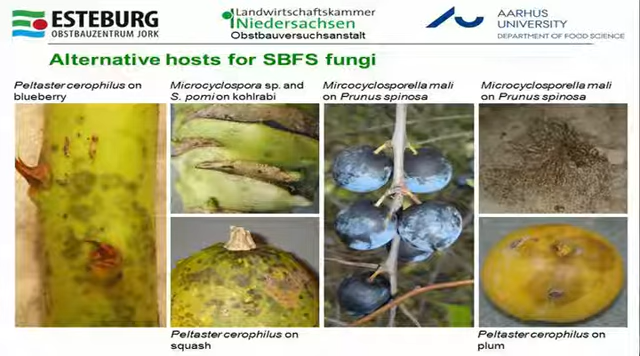 ESTEBURG
OBSTBAUZENTRUM JORK
Landwirtschaftskammer
Niedersachsen
Obstbauversuchsanstalt
AARHUS
UNIVERSITY
DEPARTMENT OF FOOD SCIENCE
Alternative hosts for SBFS fungi
Peltaster cerophilus on
blueberry
Microcyclospora sp. and
S. pomi on kohlrabi
Mircocyclosporella mali
on Prunus spinosa
Microcyclosporella mali
on Prunus spinosa
Peltaster cerophilus on
squash
Peltaster cerophilus on
plum